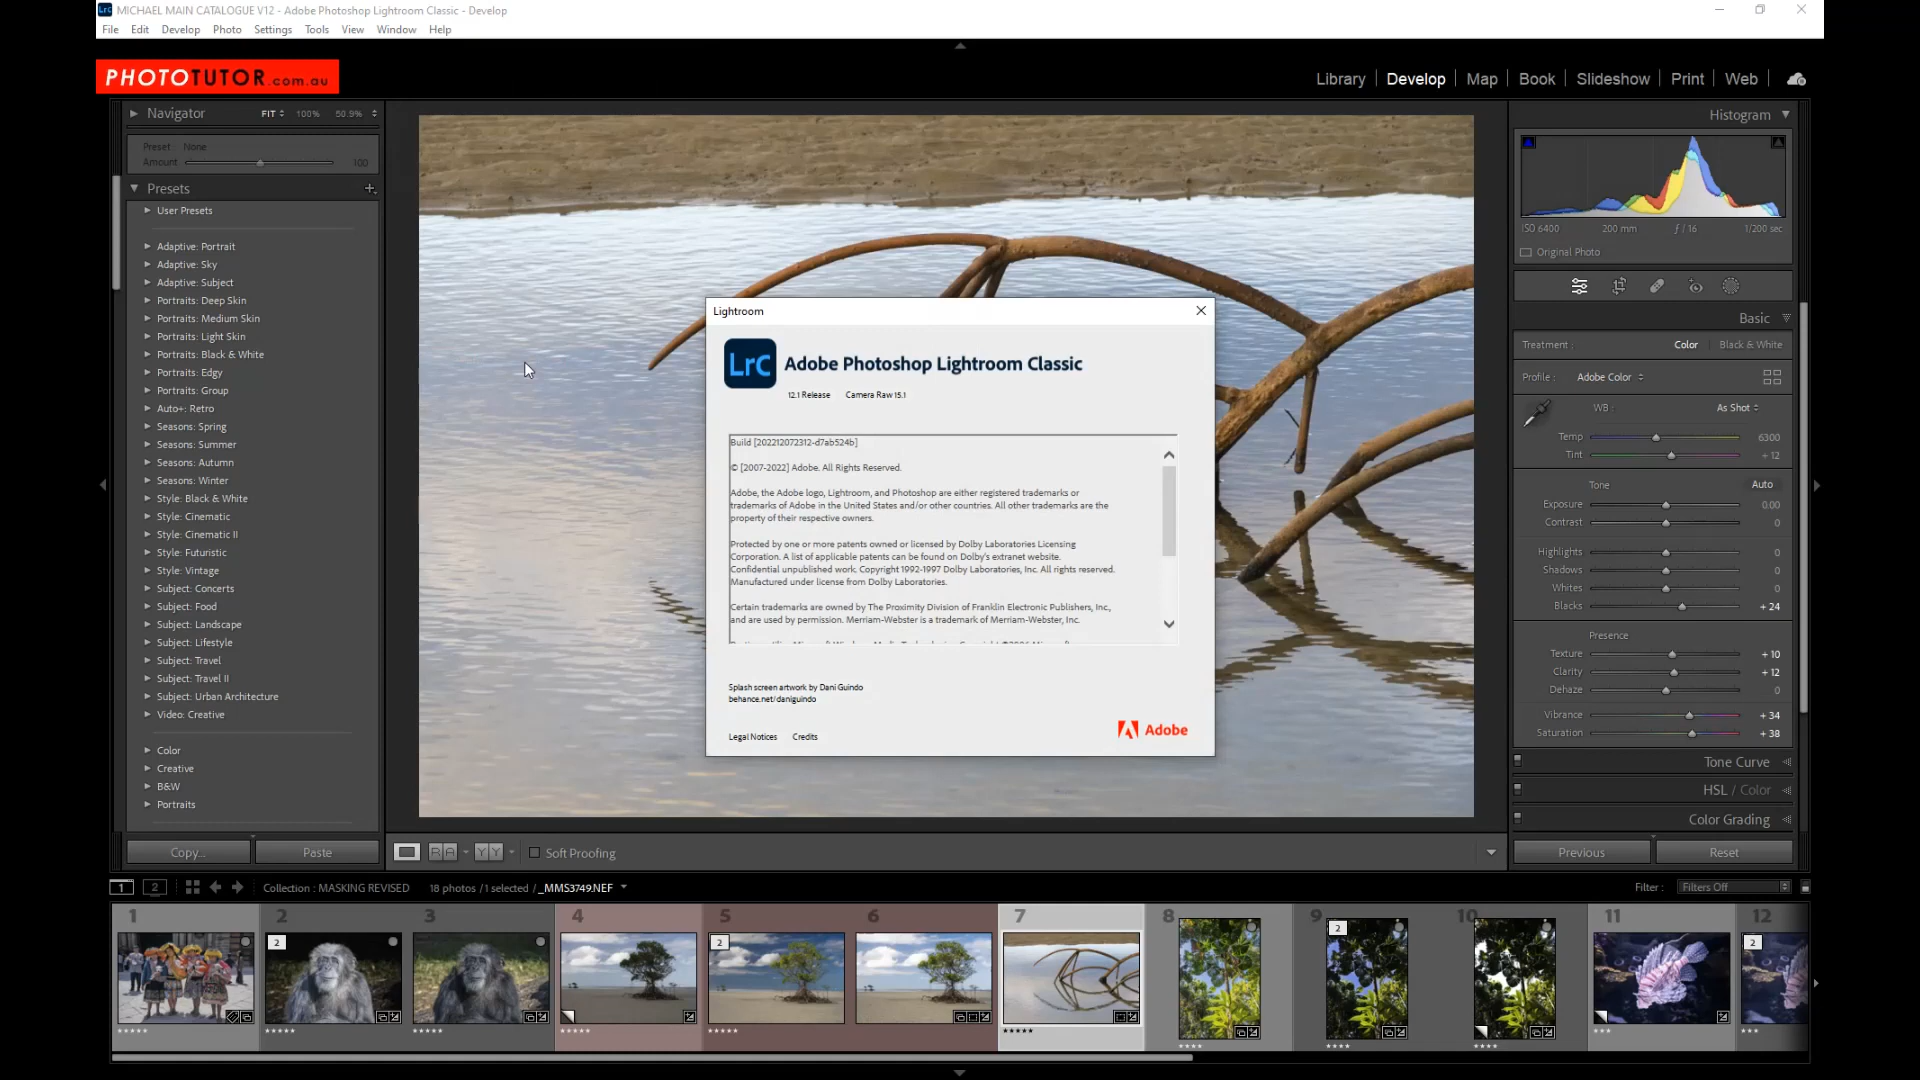 MICHAEL MAIN CATALOGUE V12 - Adobe Photoshop Lightroom Classic - Develop
File Edit Develop Photo Settings Tools View Window Help
PHOTOTUTOR.com.au
Library Develop Map Book Slideshow Print Web
Navigator FIT 100% 50.9%
Preset: None
Amount 100
Presets
User Presets
Adaptive: Portrait
Adaptive: Sky
Adaptive: Subject
Portraits: Deep Skin
Portraits: Medium Skin
Portraits: Light Skin
Portraits: Black & White
Portraits: Edgy
Portraits: Group
Auto+: Retro
Seasons: Spring
Seasons: Summer
Seasons: Autumn
Seasons: Winter
Style: Black & White
Style: Cinematic
Style: Cinematic II
Style: Futuristic
Style: Vintage
Subject: Concerts
Subject: Food
Subject: Landscape
Subject: Lifestyle
Subject: Travel
Subject: Travel II
Subject: Urban Architecture
Video: Creative
Color
Creative
B&W
Portraits
Copy... Paste
Lightroom
LrC Adobe Photoshop Lightroom Classic
12.1 Release Camera Raw 15.1
Build [202212072312-d7ab524b]
© [2007-2022] Adobe. All Rights Reserved.
Adobe, the Adobe logo, Lightroom, and Photoshop are either registered trademarks or
trademarks of Adobe in the United States and/or other countries. All other trademarks are the
property of their respective owners.
Protected by one or more patents owned or licensed by Dolby Laboratories Licensing
Corporation. A list of applicable patents can be found on Dolby's extranet website.
Confidential unpublished work. Copyright 1992-1997 Dolby Laboratories, Inc. All rights reserved.
Manufactured under license from Dolby Laboratories.
Certain trademarks are owned by The Proximity Division of Franklin Electronic Publishers, Inc.,
and are used by permission. Merriam-Webster is a trademark of Merriam-Webster, Inc.
Splash screen artwork by Dani Guindo
behance.net/daniguindo
Legal Notices Credits
Adobe
Histogram
ISO 6400 200 mm ƒ / 16 1/200 sec
Original Photo
Basic
Treatment: Color Black & White
Profile: Adobe Color
WB: As Shot
Temp 6300
Tint + 12
Tone Auto
Exposure 0.00
Contrast 0
Highlights 0
Shadows 0
Whites 0
Blacks + 24
Presence
Texture + 10
Clarity + 12
Dehaze 0
Vibrance + 34
Saturation + 38
Tone Curve
HSL / Color
Color Grading
Previous Reset
R A Y Y Soft Proofing
1 2 Collection : MASKING REVISED 18 photos / 1 selected / _MMS3749.NEF
Filter : Filters Off
1 2 3 4 5 6 7 8 9 10 11 12
2 2 2 2